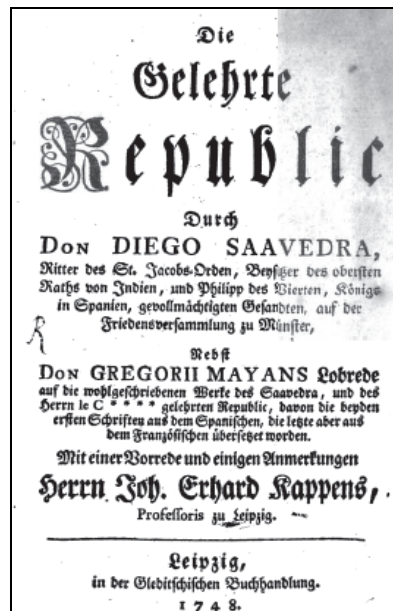 Die
Gelehrte
Republic
Durch
DON DIEGO SAAVEDRA,
Ritter des St. Jacobs-Orden, Beysitzer des obersten
Raths von Indien, und Philipp des Vierten, Königs
in Spanien, gevollmächtigten Gesandten, auf der
Friedensversammlung zu Münster,
Nebst
DON GREGORII MAYANS Lobrede
auf die wohlgeschriebenen Werke des Saavedra, und des
Herrn le C * * * * gelehrten Republic, davon die beyden
ersten Schriften aus dem Spanischen, die letzte aber aus
dem Französischen übersetzet worden.
Mit einer Vorrede und einigen Anmerkungen
Herrn Joh. Erhard Kappens,
Professoris zu Leipzig.
Leipzig,
in der Gleditschischen Buchhandlung.
1748.